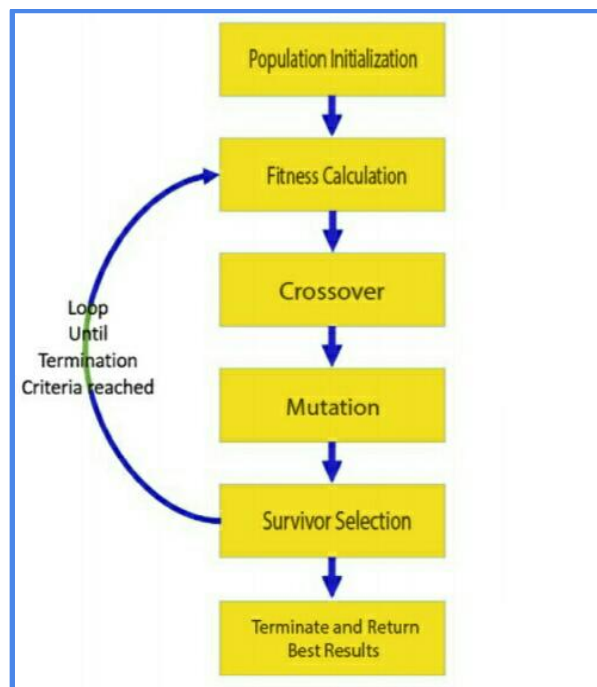 Population Initialization
Fitness Calculation
Crossover
Loop
Until
Termination
Criteria reached
Mutation
Survivor Selection
Terminate and Return
Best Results